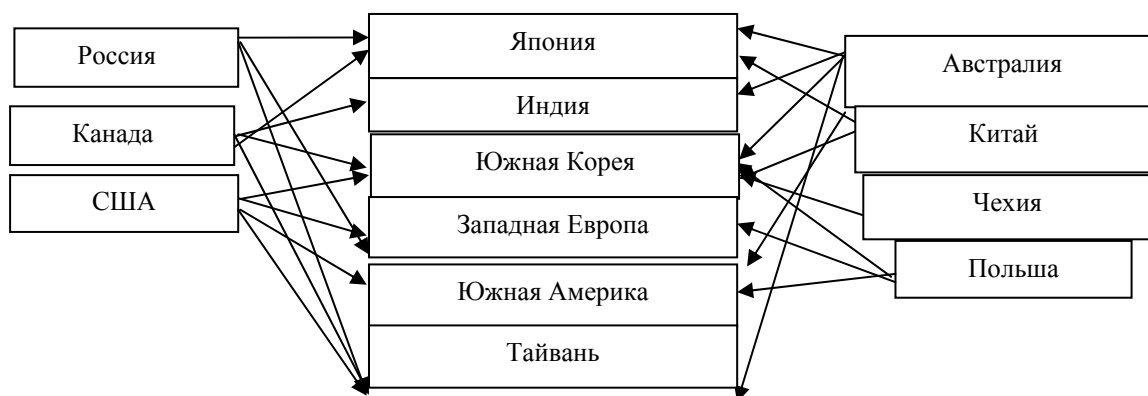 Россия
Канада
США
Япония
Индия
Южная Корея
Западная Европа
Южная Америка
Тайвань
Австралия
Китай
Чехия
Польша